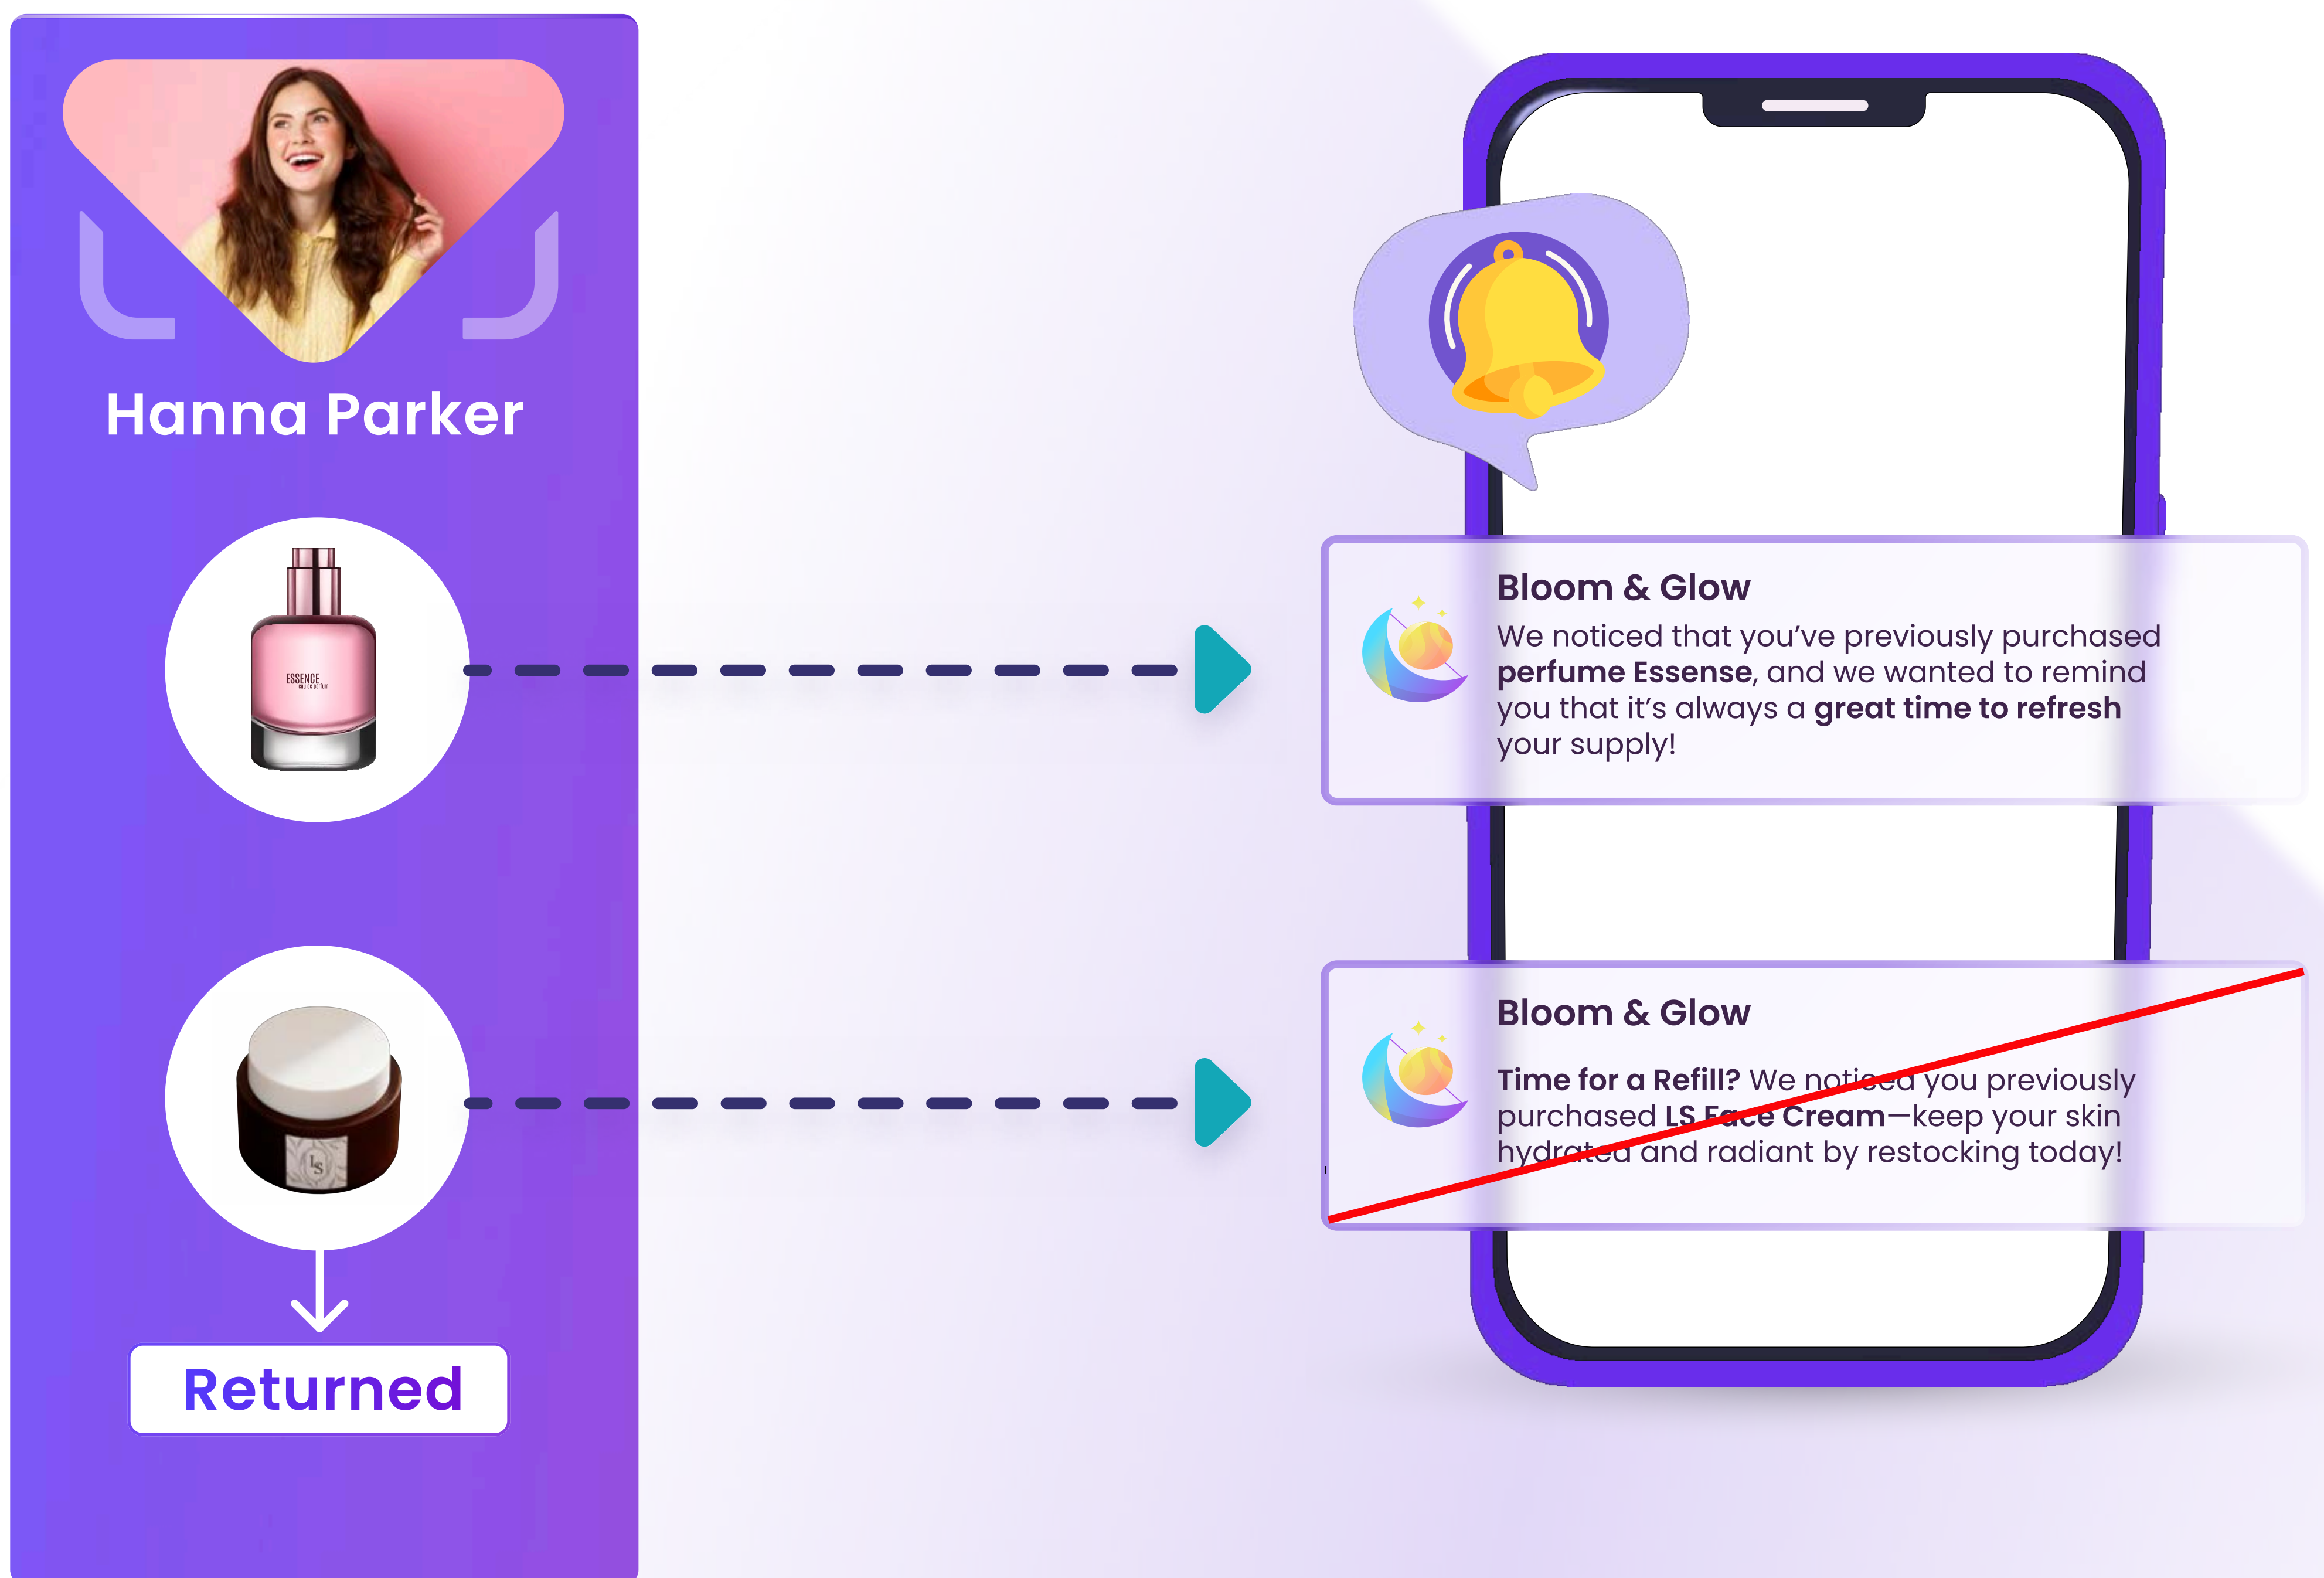 Hanna Parker
ESSENCE
eau de parfum
LS
Returned
Bloom & Glow
We noticed that you’ve previously purchased
perfume Essense, and we wanted to remind
you that it’s always a great time to refresh
your supply!
Bloom & Glow
Time for a Refill? We noticed you previously
purchased LS Face Cream—keep your skin
hydrated and radiant by restocking today!